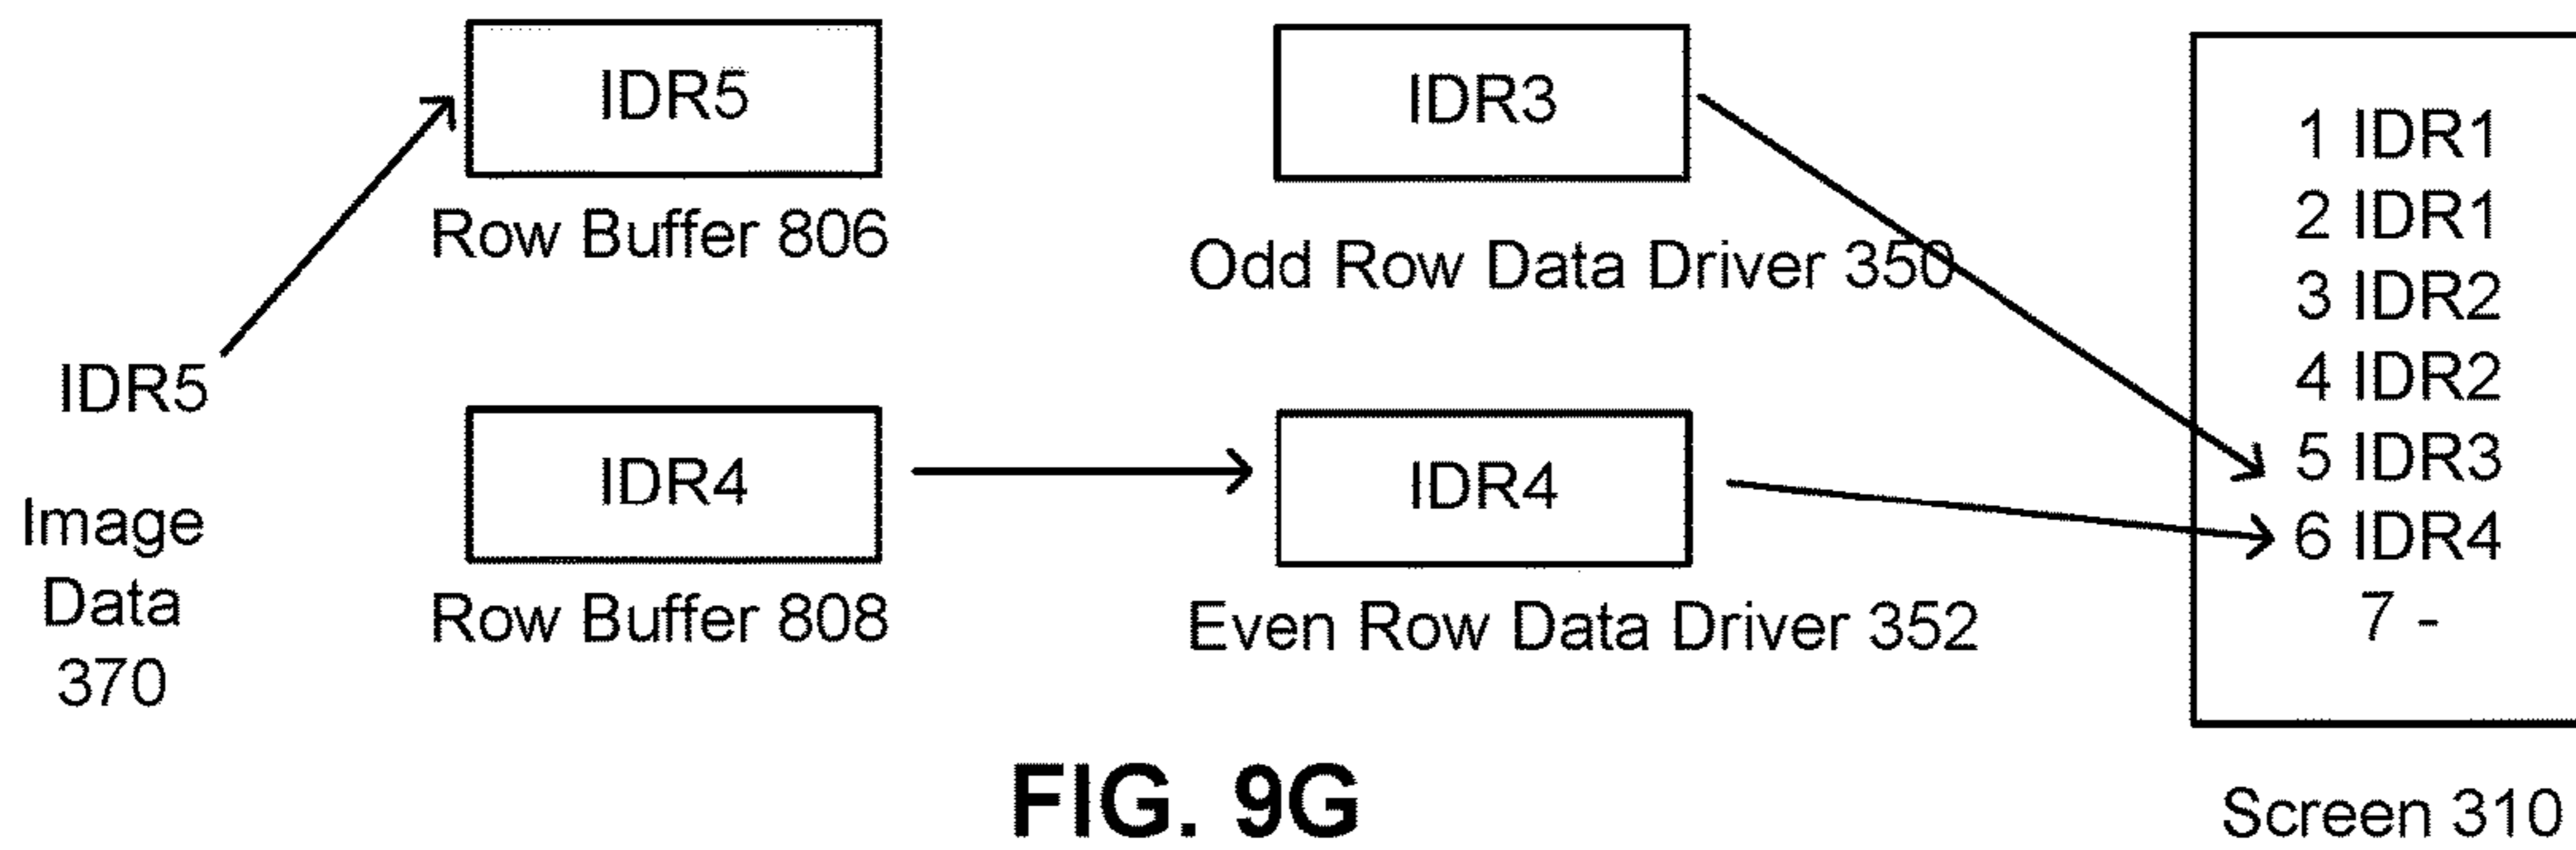 IDR5
Image
Data
370
IDR5
Row Buffer 806
IDR4
Row Buffer 808
IDR3
Odd Row Data Driver 350
IDR4
Even Row Data Driver 352
1 IDR1
2 IDR1
3 IDR2
4 IDR2
5 IDR3
6 IDR4
7 -
Screen 310
FIG. 9G